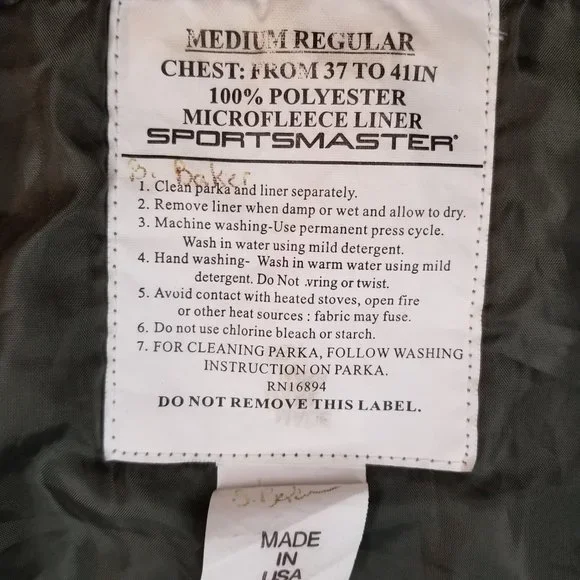 MEDIUM REGULAR
CHEST: FROM 37 TO 41IN
100% POLYESTER
MICROFLEECE LINER
SPORTSMASTER®
B. Baker
1. Clean parka and liner separately.
2. Remove liner when damp or wet and allow to dry.
3. Machine washing-Use permanent press cycle.
Wash in water using mild detergent.
4. Hand washing- Wash in warm water using mild
detergent. Do Not .vring or twist.
5. Avoid contact with heated stoves, open fire
or other heat sources : fabric may fuse.
6. Do not use chlorine bleach or starch.
7. FOR CLEANING PARKA, FOLLOW WASHING
INSTRUCTION ON PARKA.
RN16894
DO NOT REMOVE THIS LABEL.
MADE
IN
USA